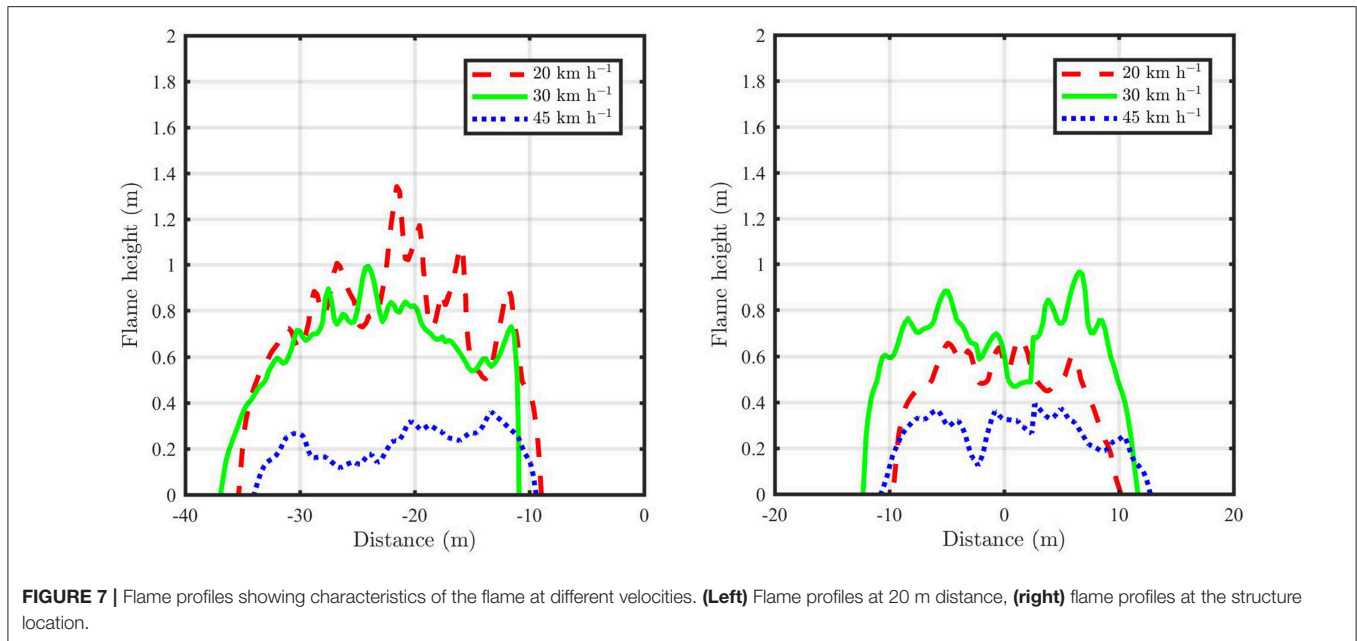 2
1.8
1.6
1.4
1.2
1
0.8
0.6
0.4
0.2
0
Flame height (m)
20 km h⁻¹
30 km h⁻¹
45 km h⁻¹
-40 -30 -20 -10 0
Distance (m)
2
1.8
1.6
1.4
1.2
1
0.8
0.6
0.4
0.2
0
Flame height (m)
20 km h⁻¹
30 km h⁻¹
45 km h⁻¹
-20 -10 0 10 20
Distance (m)
FIGURE 7 | Flame profiles showing characteristics of the flame at different velocities. (Left) Flame profiles at 20 m distance, (right) flame profiles at the structure
location.